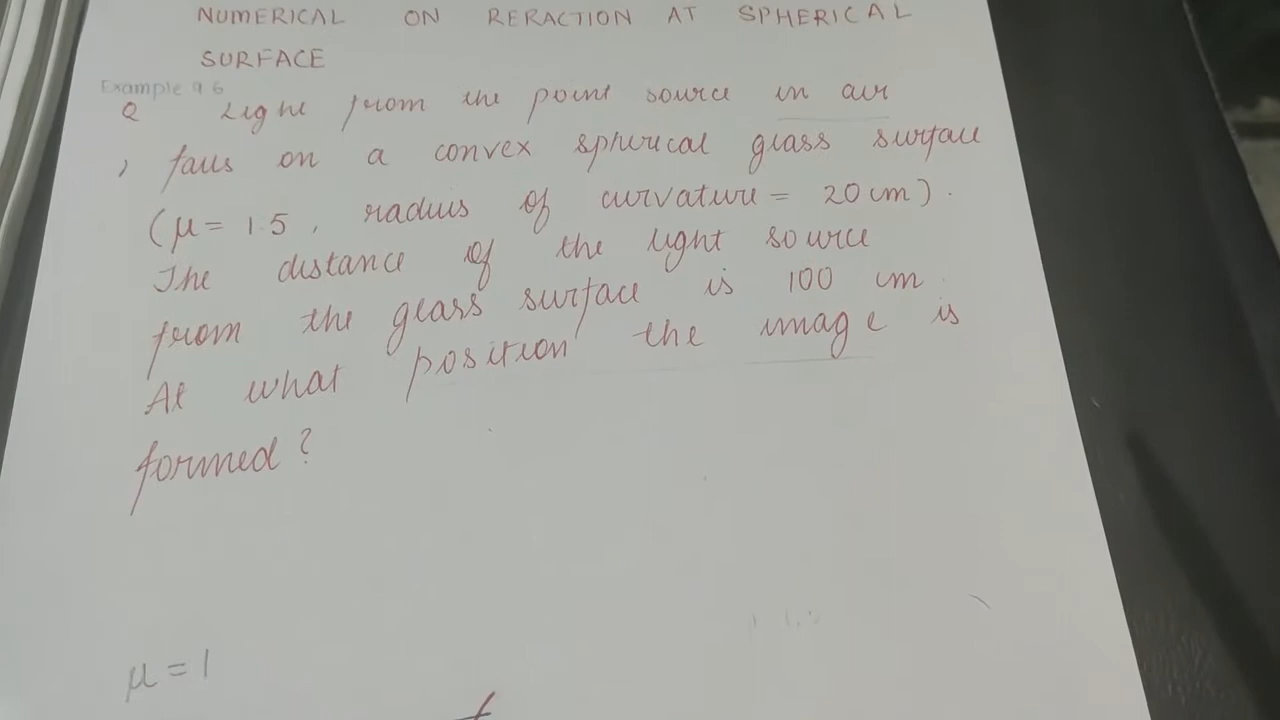 NUMERICAL ON RERACTION AT SPHERICAL
SURFACE
Example 9.6
Q Light from the point source in air
, falls on a convex spherical glass surface
(μ = 1.5, radius of curvature = 20 cm).
The distance of the light source
from the glass surface is 100 cm
At what position the image is
formed?
μ = 1